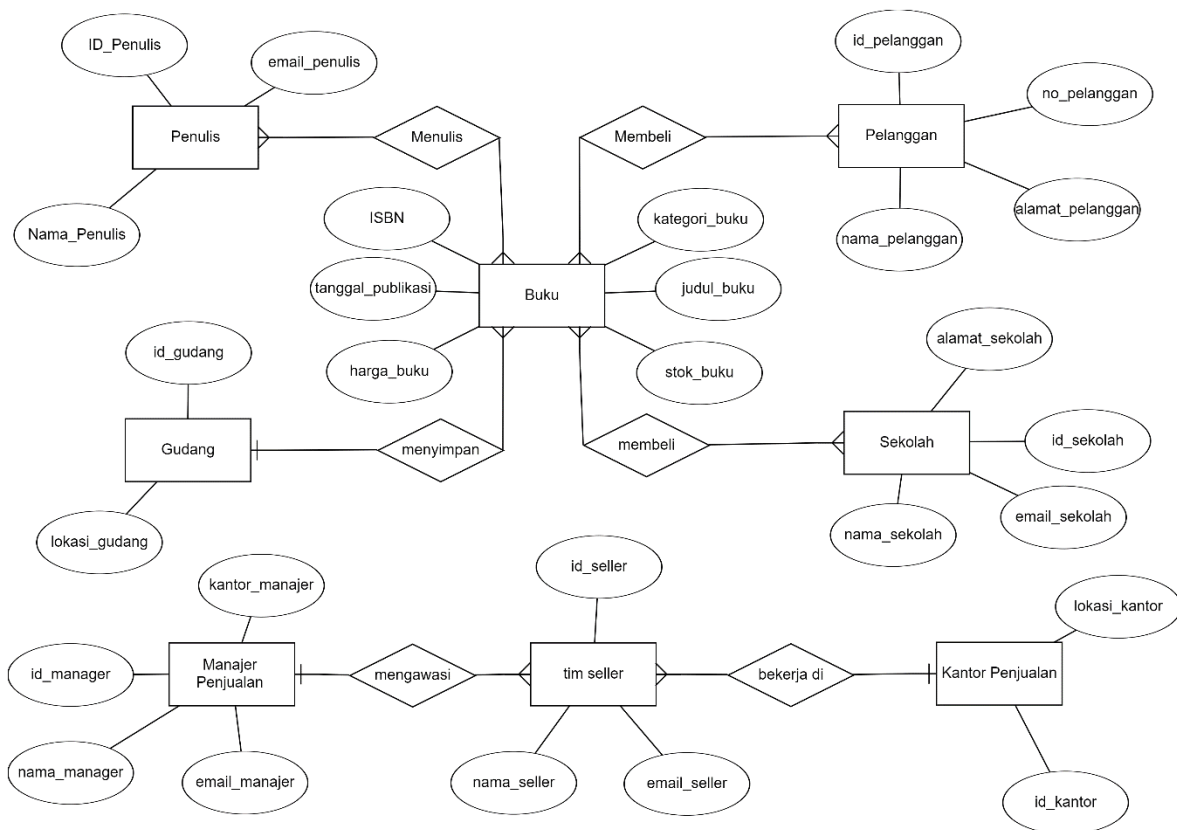 ID_Penulis
email_penulis
Penulis
Nama_Penulis
Menulis
Membeli
id_pelanggan
no_pelanggan
Pelanggan
alamat_pelanggan
nama_pelanggan
ISBN
kategori_buku
tanggal_publikasi
Buku
judul_buku
harga_buku
stok_buku
id_gudang
Gudang
lokasi_gudang
menyimpan
membeli
alamat_sekolah
Sekolah
id_sekolah
email_sekolah
nama_sekolah
kantor_manajer
id_manager
Manajer
Penjualan
nama_manager
email_manajer
mengawasi
id_seller
tim seller
nama_seller
email_seller
bekerja di
lokasi_kantor
Kantor Penjualan
id_kantor